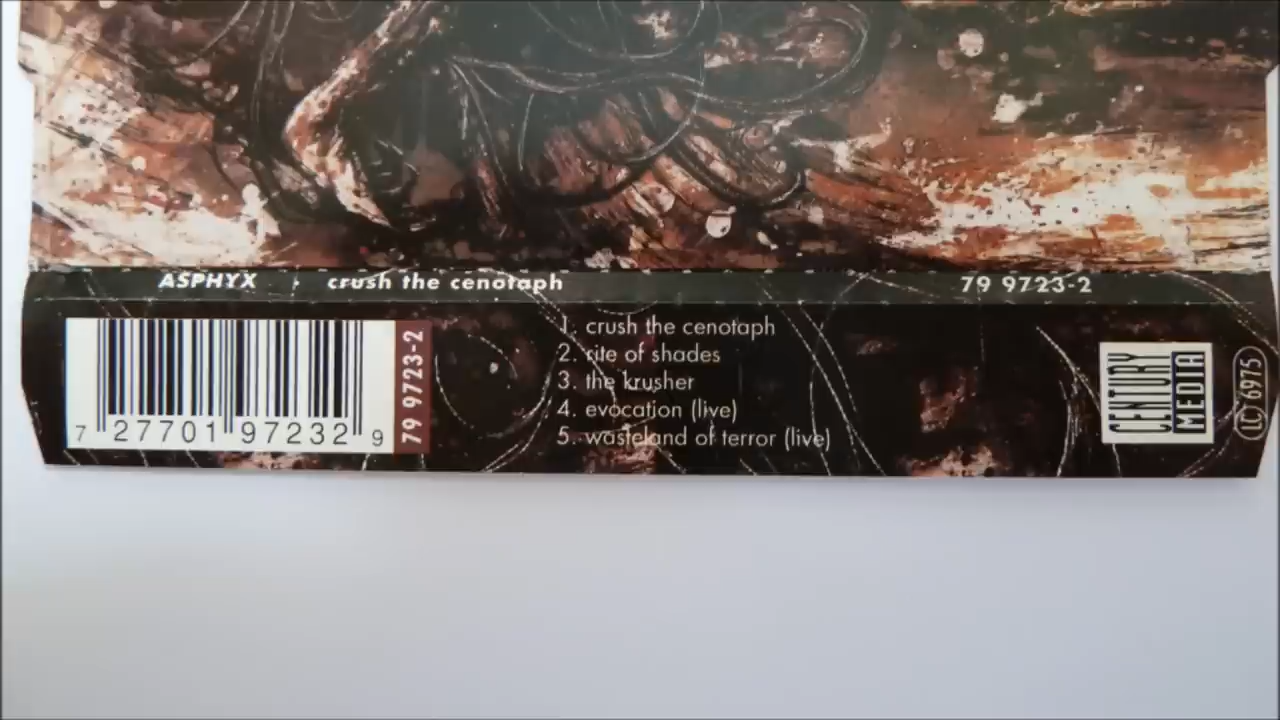 ASPHYX · crush the cenotaph 79 9723-2
1. crush the cenotaph
2. rite of shades
3. the krusher
4. evocation (live)
5. wasteland of terror (live)
7 27701 97232 9
79 9723-2
CENTURY
MEDIA
LC 6975